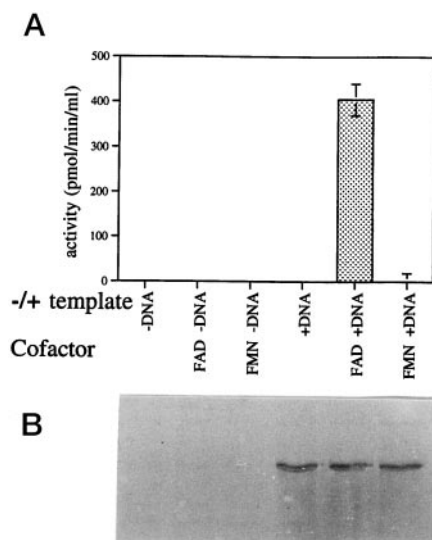 A
activity (pmol/min/ml)
500
400
300
200
100
0
-/+ template
Cofactor
-DNA
FAD -DNA
FMN -DNA
+DNA
FAD +DNA
FMN +DNA
B